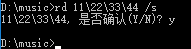 D:\music>rd 11\22\33\44 /s
11\22\33\44, 是否确认(Y/N)? y

D:\music>